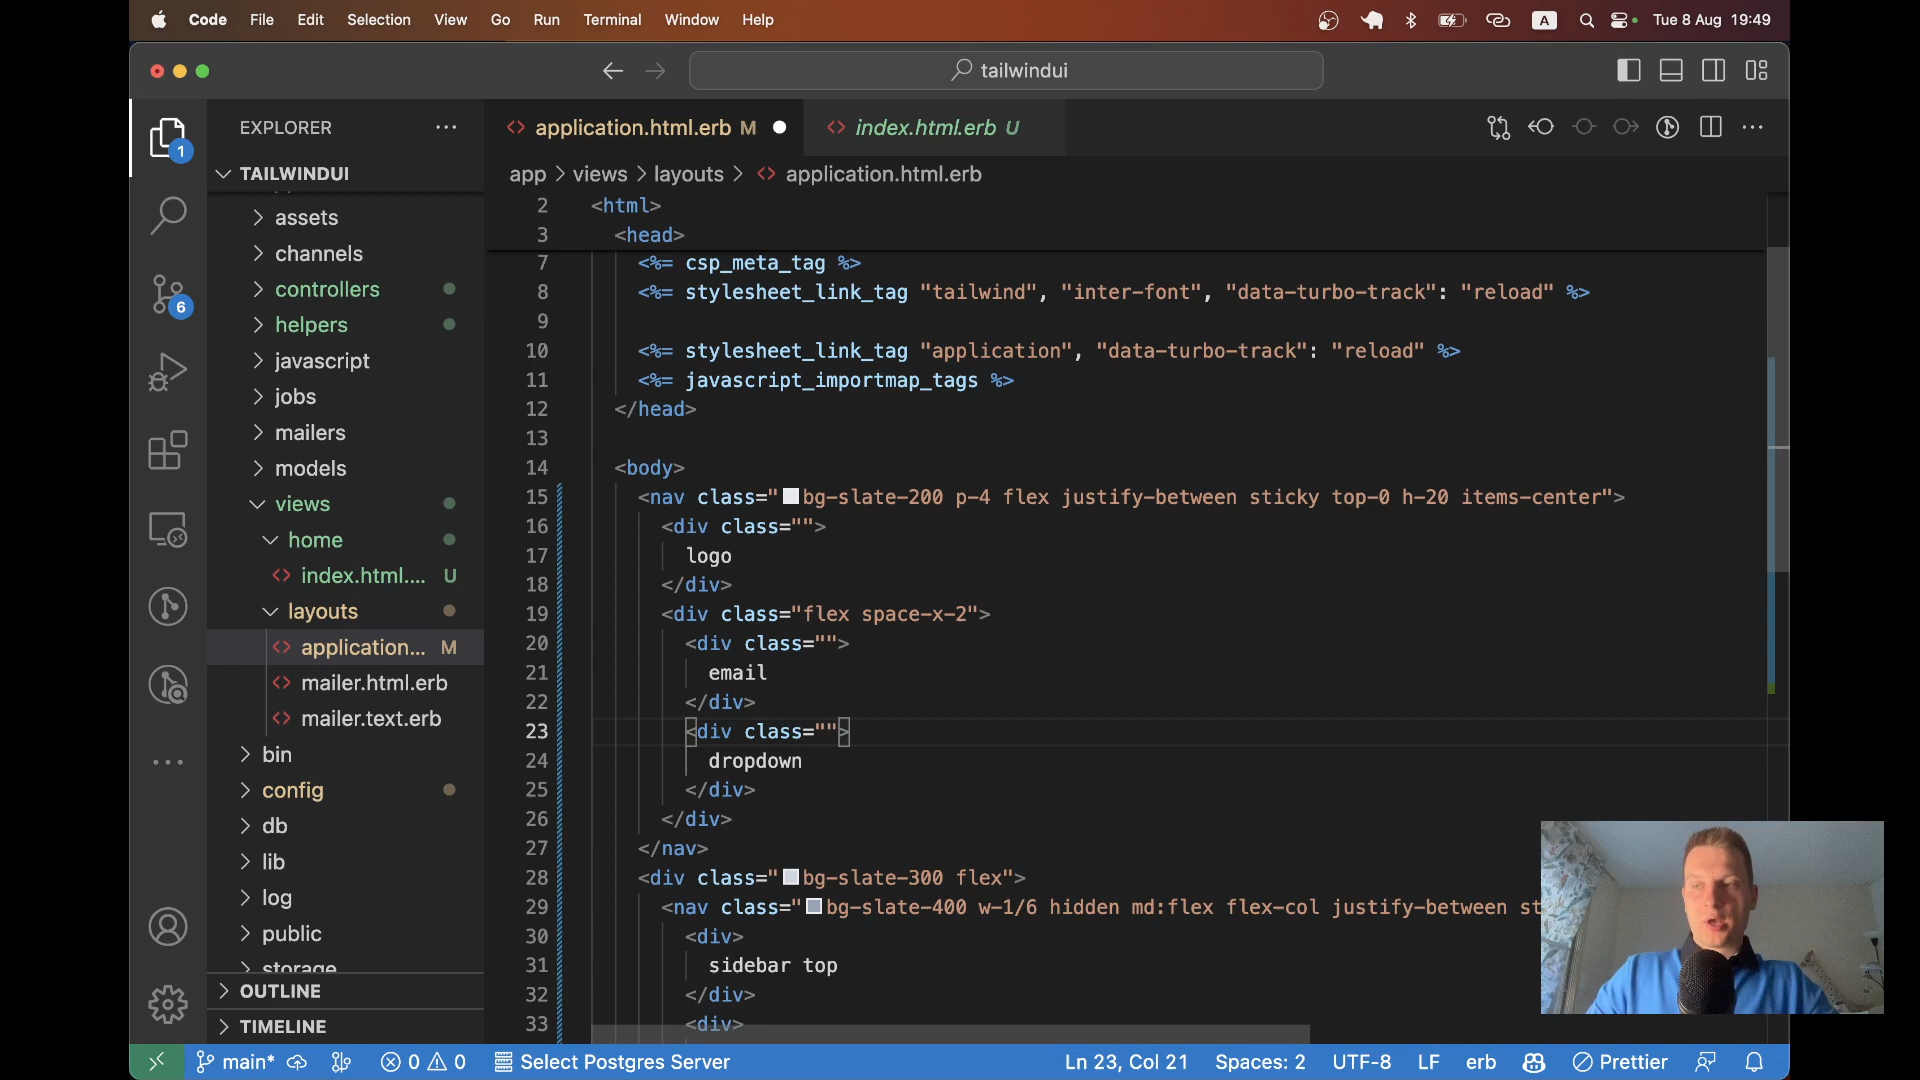 Code File Edit Selection View Go Run Terminal Window Help A Tue 8 Aug 19:49
tailwindui
EXPLORER
1
TAILWINDUI
assets
channels
controllers
helpers
javascript
jobs
mailers
models
views
home
index.html.... U
layouts
application... M
mailer.html.erb
mailer.text.erb
bin
config
db
lib
log
public
storage
OUTLINE
TIMELINE
6
application.html.erb M
index.html.erb U
app > views > layouts > application.html.erb
2 <html>
3 <head>
7 <%= csp_meta_tag %>
8 <%= stylesheet_link_tag "tailwind", "inter-font", "data-turbo-track": "reload" %>
9
10 <%= stylesheet_link_tag "application", "data-turbo-track": "reload" %>
11 <%= javascript_importmap_tags %>
12 </head>
13
14 <body>
15 <nav class="bg-slate-200 p-4 flex justify-between sticky top-0 h-20 items-center">
16 <div class="">
17 logo
18 </div>
19 <div class="flex space-x-2">
20 <div class="">
21 email
22 </div>
23 <div class="">
24 dropdown
25 </div>
26 </div>
27 </nav>
28 <div class="bg-slate-300 flex">
29 <nav class="bg-slate-400 w-1/6 hidden md:flex flex-col justify-between st
30 <div>
31 sidebar top
32 </div>
33 <div>
main* 0 0 Select Postgres Server Ln 23, Col 21 Spaces: 2 UTF-8 LF erb Prettier